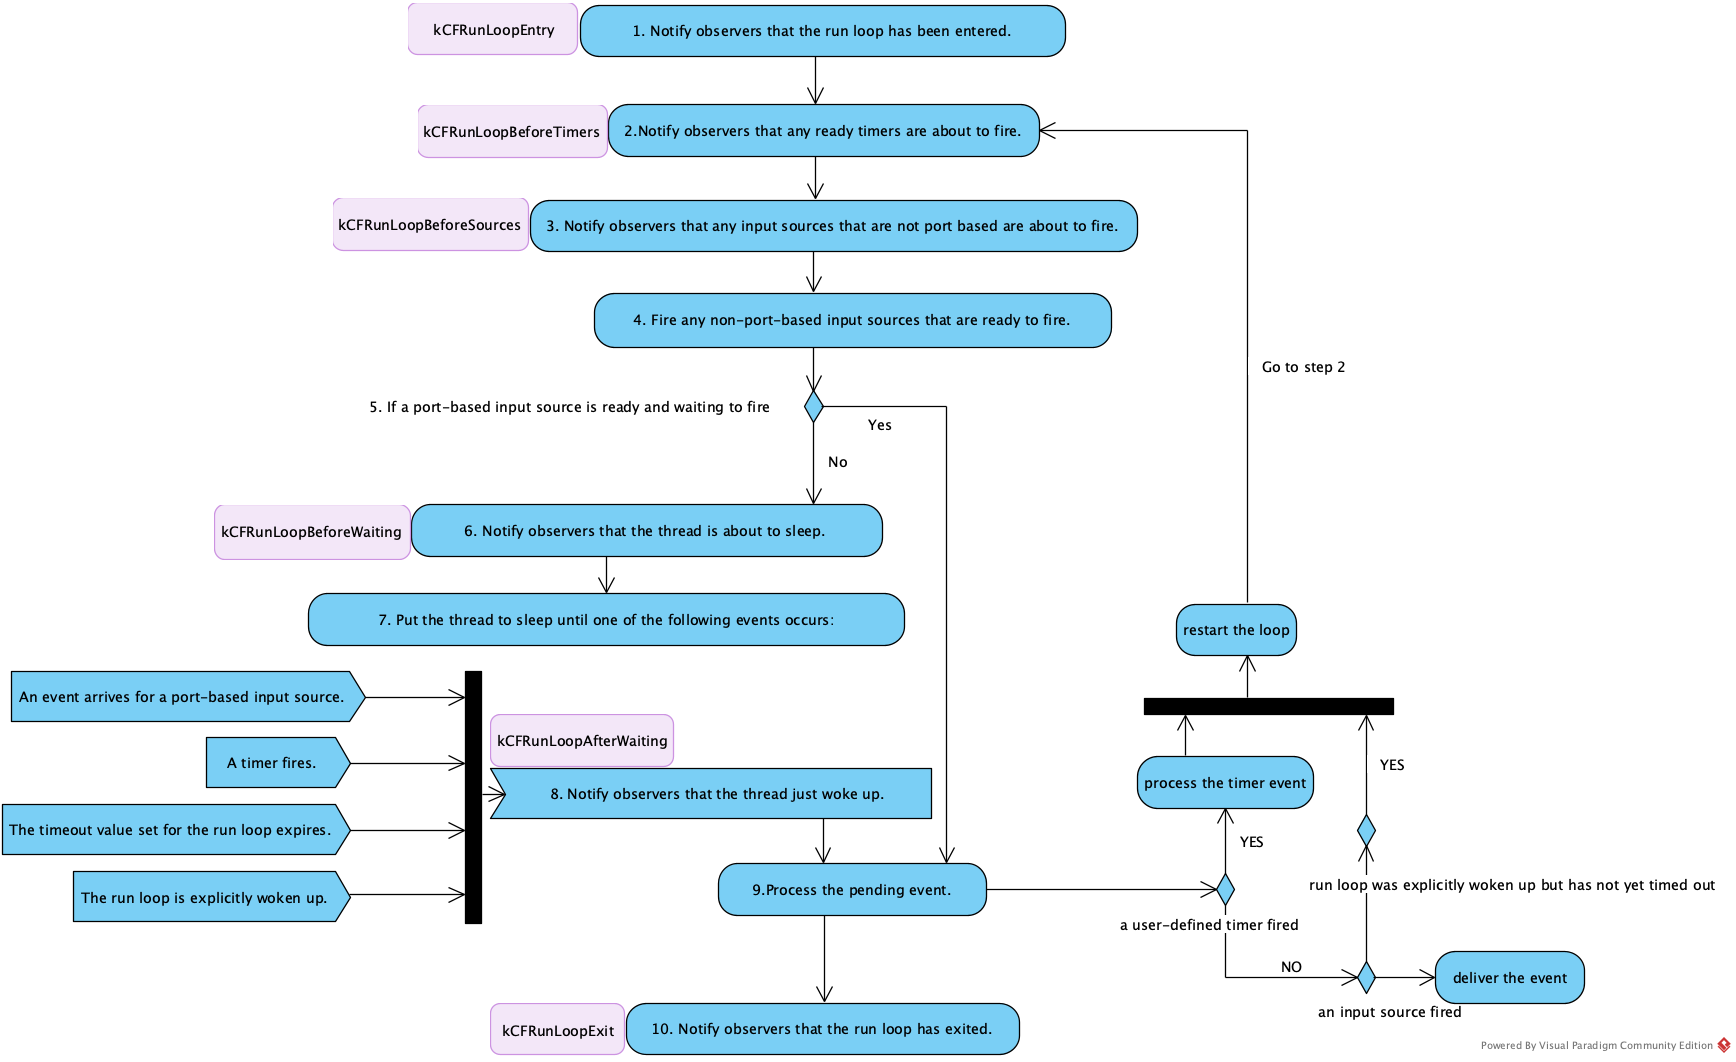 kCFRunLoopEntry
1. Notify observers that the run loop has been entered.
kCFRunLoopBeforeTimers
2.Notify observers that any ready timers are about to fire.
kCFRunLoopBeforeSources
3. Notify observers that any input sources that are not port based are about to fire.
4. Fire any non-port-based input sources that are ready to fire.
Go to step 2
5. If a port-based input source is ready and waiting to fire
Yes
No
kCFRunLoopBeforeWaiting
6. Notify observers that the thread is about to sleep.
7. Put the thread to sleep until one of the following events occurs:
restart the loop
An event arrives for a port-based input source.
kCFRunLoopAfterWaiting
A timer fires.
YES
process the timer event
8. Notify observers that the thread just woke up.
The timeout value set for the run loop expires.
YES
run loop was explicitly woken up but has not yet timed out
9.Process the pending event.
The run loop is explicitly woken up.
a user-defined timer fired
NO
deliver the event
an input source fired
kCFRunLoopExit
10. Notify observers that the run loop has exited.
Powered By Visual Paradigm Community Edition